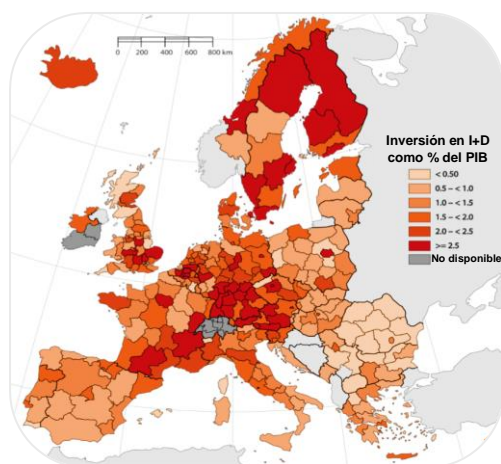 0 200 400 600 800 km
Inversión en I+D
como % del PIB
< 0.50
0.5 – < 1.0
1.0 – < 1.5
1.5 – < 2.0
2.0 – < 2.5
>= 2.5
No disponible